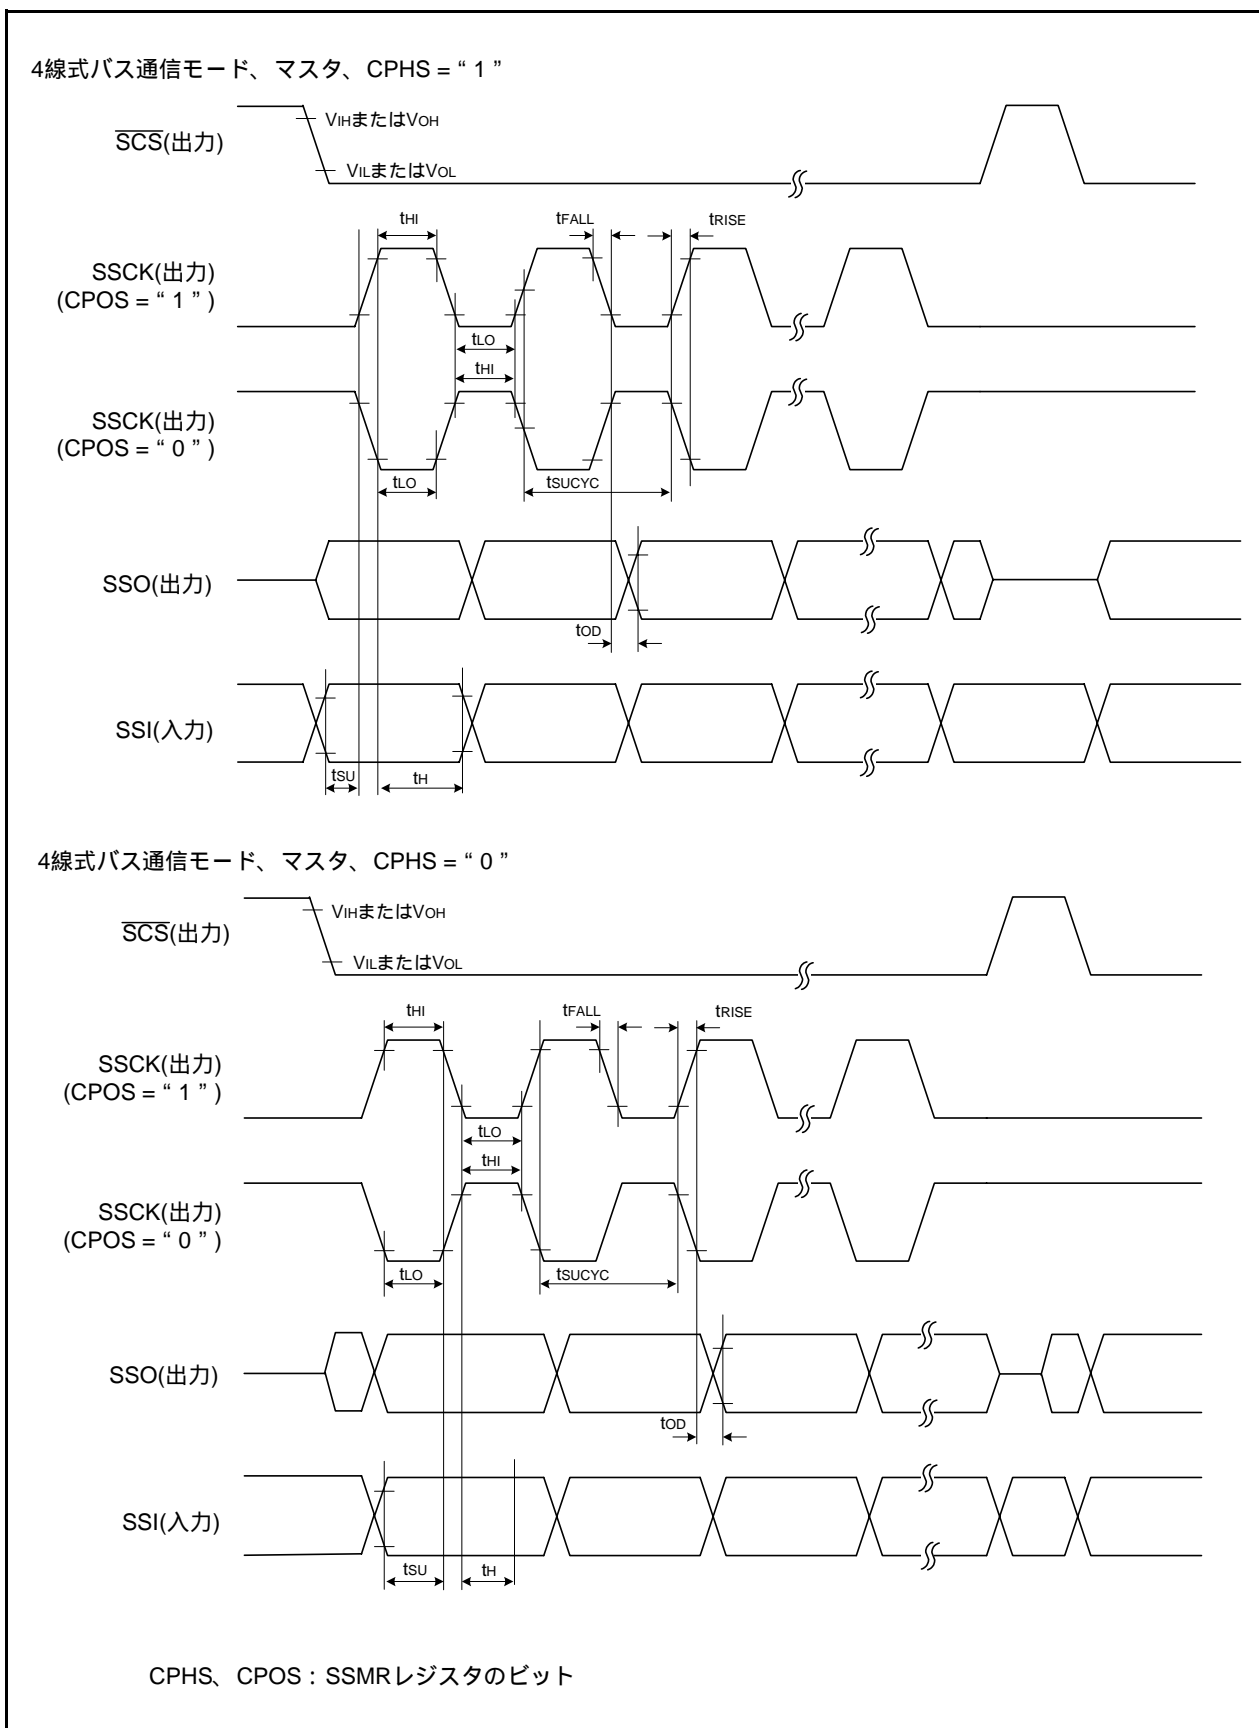 4線式バス通信モード、マスタ、CPHS = “ 1 ”
VIHまたはVOH
SCS(出力)
VILまたはVOL
tHI
tFALL
tRISE
SSCK(出力)
(CPOS = “ 1 ” )
tLO
tHI
SSCK(出力)
(CPOS = “ 0 ” )
tLO
tSUCYC
SSO(出力)
tOD
SSI(入力)
tSU
tH
4線式バス通信モード、マスタ、CPHS = “ 0 ”
VIHまたはVOH
SCS(出力)
VILまたはVOL
tHI
tFALL
tRISE
SSCK(出力)
(CPOS = “ 1 ” )
tLO
tHI
SSCK(出力)
(CPOS = “ 0 ” )
tLO
tSUCYC
SSO(出力)
tOD
SSI(入力)
tSU
tH
CPHS、CPOS : SSMRレジスタのビット